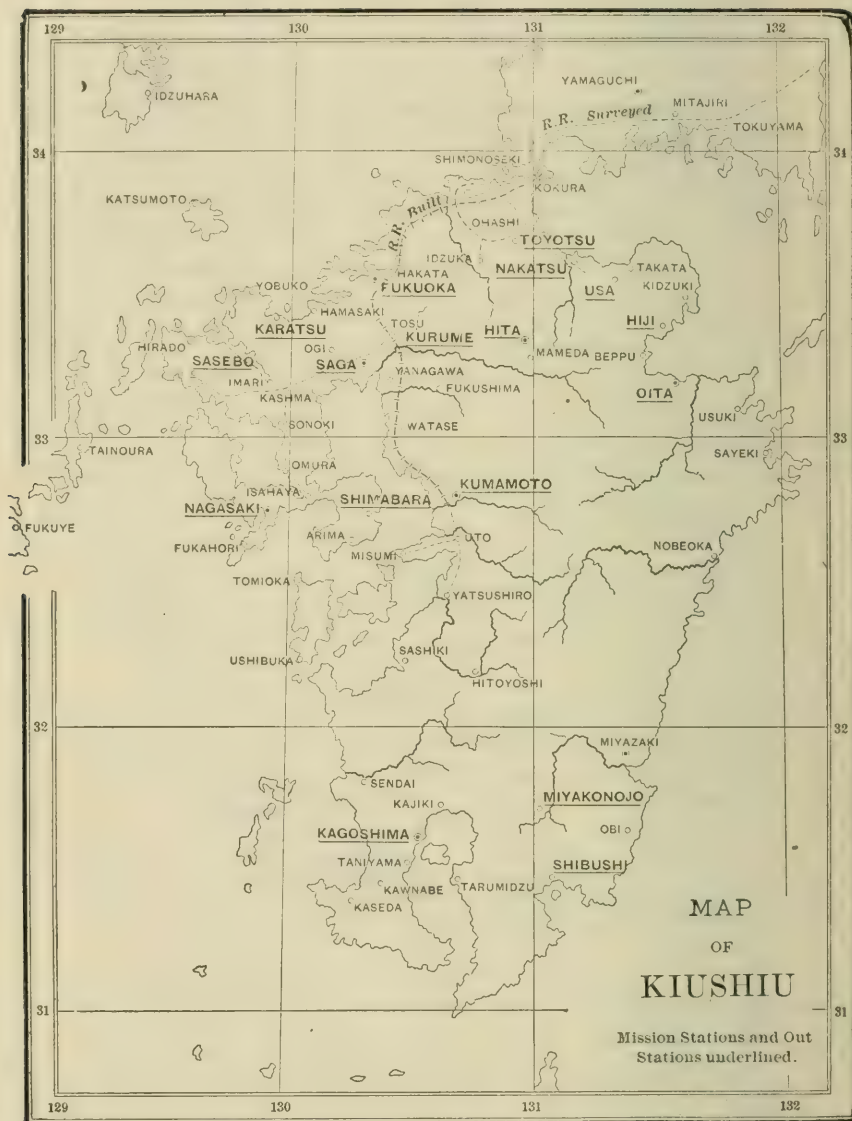 129 130 131 132
IDZUHARA
YAMAGUCHI
MITAJIRI
R.R. Surveyed
TOKUYAMA
34 34
SHIMONOSEKI
KOKURA
KATSUMOTO
R.R. Built
OHASHI
TOYOTSU
IDZUKA
NAKATSU
TAKATA
HAKATA
KIDZUKI
USA
FUKUOKA
YOBUKO
HAMASAKI
TOSU
HIJI
KARATSU
KURUME
HITA
HIRADO
OGI
MAMEDA
BEPPU
SASEBO
SAGA
IMARI
YANAGAWA
FUKUSHIMA
OITA
KASHMA
USUKI
SONOKI
WATASE
33 33
TAINOURA
SAYEKI
OMURA
ISAHAYA
KUMAMOTO
SHIMABARA
NAGASAKI
FUKUYE
ARIMA
UTO
FUKAHORI
MISUMI
NOBEOKA
TOMIOKA
YATSUSHIRO
USHIBUKA
SASHIKI
HITOYOSHI
32 32
MIYAZAKI
SENDAI
KAJIKI
MIYAKONOJO
OBI
KAGOSHIMA
TANIYAMA
SHIBUSHI
KAWNABE
TARUMIDZU
KASEDA
MAP
OF
KIUSHIU
31 31
Mission Stations and Out
Stations underlined.
129 130 131 132